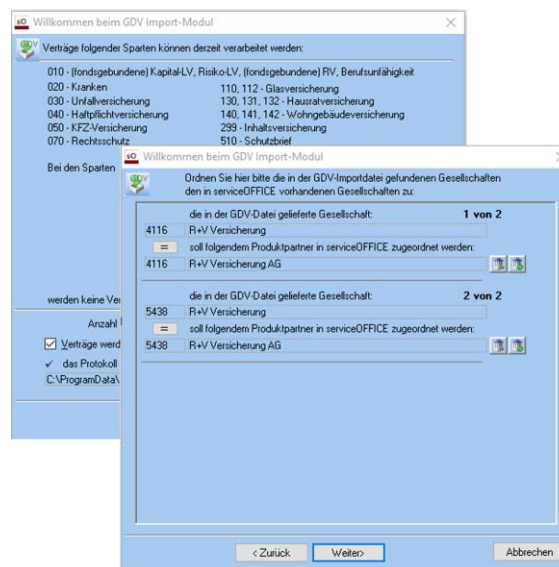 sO Willkommen beim GDV Import-Modul
Verträge folgender Sparten können derzeit verarbeitet werden:
010 - (fondsgebundene) Kapital-LV, Risiko-LV, (fondsgebundene) RV, Berufsunfähigkeit
020 - Kranken
110, 112 - Glasversicherung
030 - Unfallversicherung
130, 131, 132 - Hausratversicherung
040 - Haftpflichtversicherung
140, 141, 142 - Wohngebäudeversicherung
050 - KFZ-Versicherung
299 - Inhaltsversicherung
070 - Rechtsschutz
510 - Schutzbrief
Bei den Sparten
werden keine Ver
Anzahl
Verträge werd
das Protokoll
C:\ProgramData\
sO Willkommen beim GDV Import-Modul
Ordnen Sie hier bitte die in der GDV-Importdatei gefundenen Gesellschaften
den in serviceOFFICE vorhandenen Gesellschaften zu:
die in der GDV-Datei gelieferte Gesellschaft: 1 von 2
4116 R+V Versicherung
= soll folgendem Produktpartner in serviceOFFICE zugeordnet werden:
4116 R+V Versicherung AG
die in der GDV-Datei gelieferte Gesellschaft: 2 von 2
5438 R+V Versicherung
= soll folgendem Produktpartner in serviceOFFICE zugeordnet werden:
5438 R+V Versicherung AG
< Zurück Weiter> Abbrechen